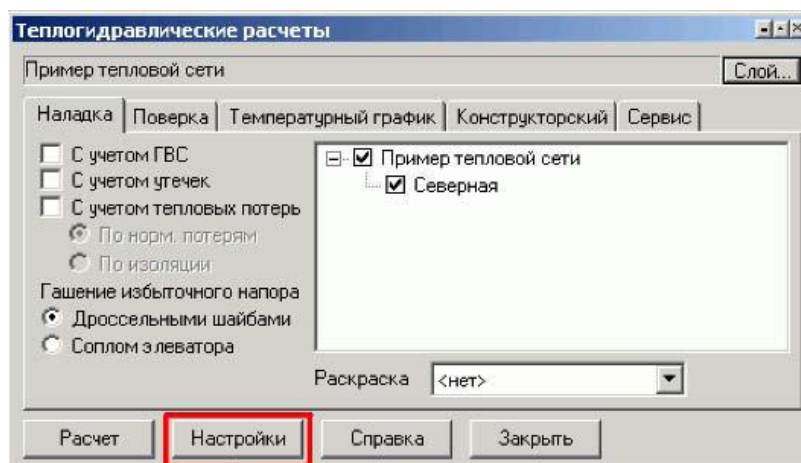 Теплогидравлические расчеты
Пример тепловой сети
Слой...
Наладка Поверка Температурный график Конструкторский Сервис
С учетом ГВС
С учетом утечек
С учетом тепловых потерь
По норм. потерям
По изоляции
Гашение избыточного напора
Дроссельными шайбами
Соплом элеватора
Пример тепловой сети
Северная
Раскраска <нет>
Расчет Настройки Справка Закрыть